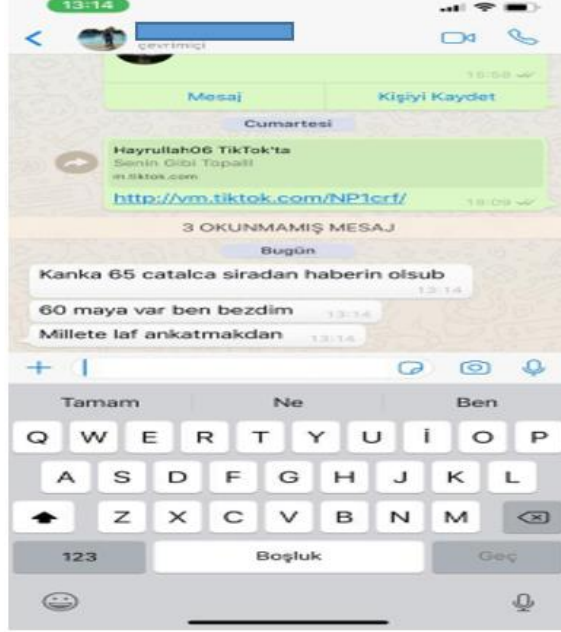 13:14
çevrimiçi
16:58
Mesaj Kişiyi Kaydet
Cumartesi
Hayrullah06 TikTok'ta
Senin Gibi Topalll
m.tiktok.com
http://vm.tiktok.com/NP1crf/ 18:09
3 OKUNMAMIŞ MESAJ
Bugün
Kanka 65 catalca siradan haberin olsub
13:14
60 maya var ben bezdim 13:14
Millete laf ankatmakdan 13:14
Tamam Ne Ben
Q W E R T Y U İ O P
A S D F G H J K L
Z X C V B N M
123 Boşluk Geç